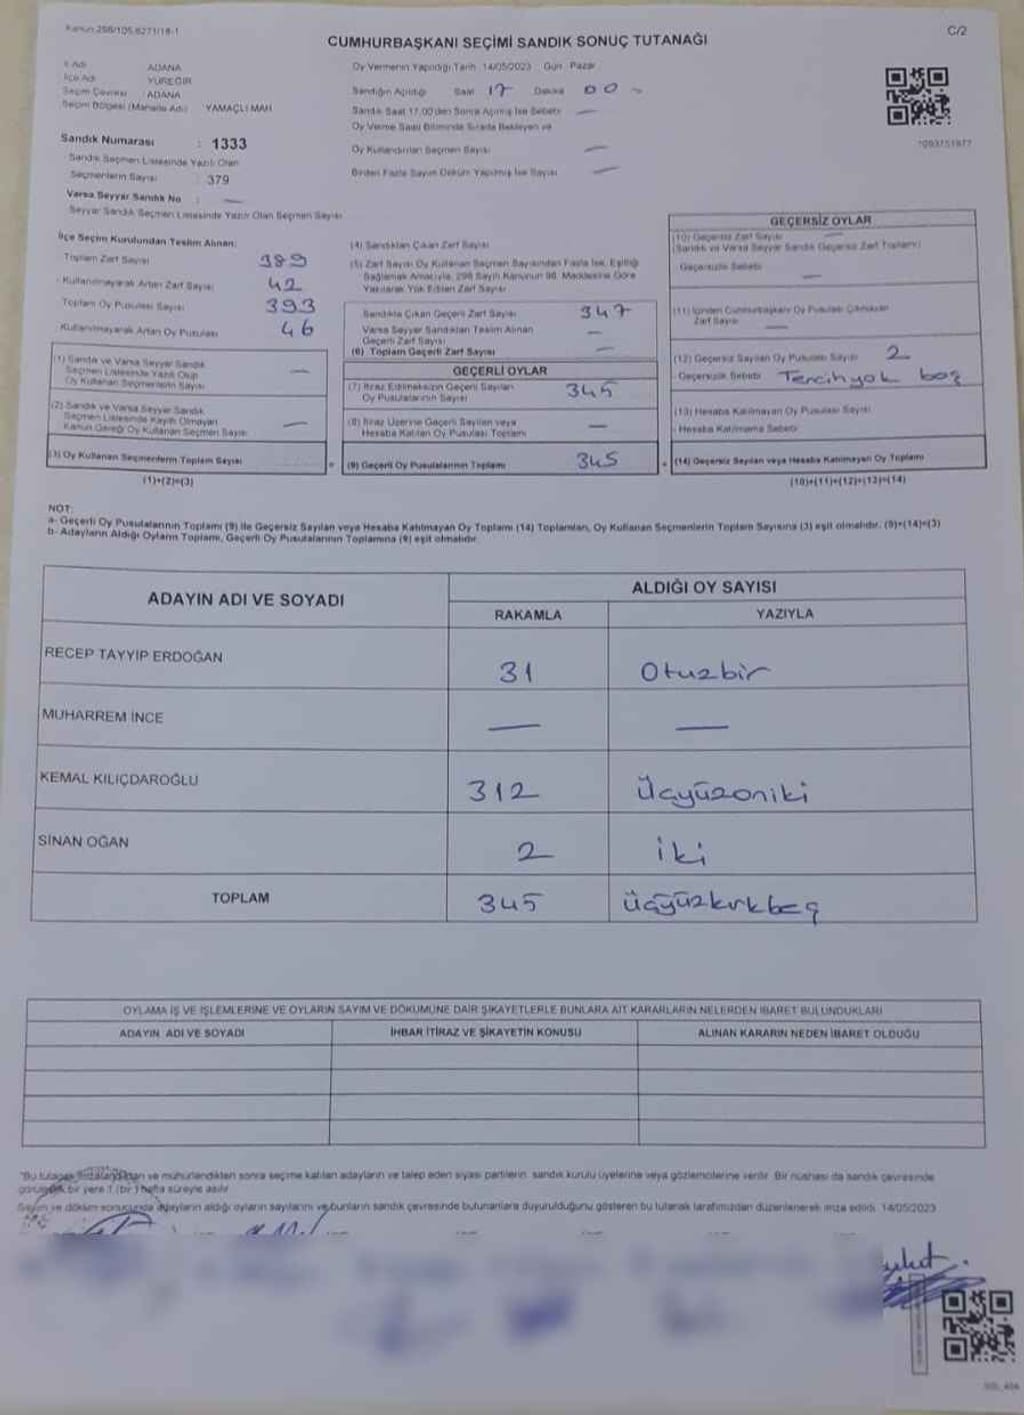 Kanun 298/105,6271/18-1
C/2
CUMHURBAŞKANI SEÇİMİ SANDIK SONUÇ TUTANAĞI
İl Adı ADANA
İlçe Adı YÜREĞİR
Seçim Çevresi ADANA
Seçim Bölgesi (Mahalle Adı) YAMAÇLI MAH
Oy Vermenin Yapıldığı Tarih 14/05/2023 Gün Pazar
Sandığın Açıldığı Saat 17 Dakika 00
Sandık Saat 17.00'den Sonra Açılmış İse Sebebi
Oy Verme Saati Bitiminde Sırada Bekleyen ve
Oy Kullandırılan Seçmen Sayısı
Birden Fazla Sayım Döküm Yapılmış İse Sayısı
Sandık Numarası : 1333
Sandık Seçmen Listesinde Yazılı Olan
Seçmenlerin Sayısı : 379
Varsa Seyyar Sandık No :
Seyyar Sandık Seçmen Listesinde Yazılı Olan Seçmen Sayısı
İlçe Seçim Kurulundan Teslim Alınan:
Toplam Zarf Sayısı 389
Kullanılmayarak Artan Zarf Sayısı 42
Toplam Oy Pusulası Sayısı 393
Kullanılmayarak Artan Oy Pusulası 46
(1) Sandık ve Varsa Seyyar Sandık
Seçmen Listesinde Yazılı Olup
Oy Kullanan Seçmenlerin Sayısı
(2) Sandık ve Varsa Seyyar Sandık
Seçmen Listesinde Kayıtlı Olmayan
Kanun Gereği Oy Kullanan Seçmen Sayısı
(3) Oy Kullanan Seçmenlerin Toplam Sayısı
(1)+(2)=(3)
(4) Sandıktan Çıkan Zarf Sayısı
(5) Zarf Sayısı Oy Kullanan Seçmen Sayısından Fazla İse, Eşitliği
Sağlamak Amacıyla, 298 Sayılı Kanunun 98. Maddesine Göre
Yakılarak Yok Edilen Zarf Sayısı
Sandıkta Çıkan Geçerli Zarf Sayısı 347
Varsa Seyyar Sandıktan Teslim Alınan
Geçerli Zarf Sayısı
(6) Toplam Geçerli Zarf Sayısı
GEÇERLİ OYLAR
(7) İtiraz Edilmeksizin Geçerli Sayılan
Oy Pusulalarının Sayısı 345
(8) İtiraz Üzerine Geçerli Sayılan veya
Hesaba Katılan Oy Pusulası Toplamı
(9) Geçerli Oy Pusulalarının Toplamı 345
GEÇERSİZ OYLAR
(10) Geçersiz Zarf Sayısı
(Sandık ve Varsa Seyyar Sandık Geçersiz Zarf Toplamı)
Geçersizlik Sebebi
(11) İçinden Cumhurbaşkanı Oy Pusulası Çıkmayan
Zarf Sayısı
(12) Geçersiz Sayılan Oy Pusulası Sayısı 2
Geçersizlik Sebebi Tercih yok boş
(13) Hesaba Katılmayan Oy Pusulası Sayısı
Hesaba Katılmama Sebebi
(14) Geçersiz Sayılan veya Hesaba Katılmayan Oy Toplamı
(10)+(11)+(12)+(13)=(14)
NOT:
a- Geçerli Oy Pusulalarının Toplamı (9) ile Geçersiz Sayılan veya Hesaba Katılmayan Oy Toplamı (14) Toplamları, Oy Kullanan Seçmenlerin Toplam Sayısına (3) eşit olmalıdır. (9)+(14)=(3)
b- Adayların Aldığı Oyların Toplamı, Geçerli Oy Pusulalarının Toplamına (9) eşit olmalıdır.
ADAYIN ADI VE SOYADI
ALDIĞI OY SAYISI
RAKAMLA YAZIYLA
RECEP TAYYİP ERDOĞAN 31 Otuzbir
MUHARREM İNCE — —
KEMAL KILIÇDAROĞLU 312 Üçyüzoniki
SİNAN OĞAN 2 iki
TOPLAM 345 üçyüzkırkbeş
OYLAMA İŞ VE İŞLEMLERİNE VE OYLARIN SAYIM VE DÖKÜMÜNE DAİR ŞİKAYETLERLE BUNLARA AİT KARARLARIN NELERDEN İBARET BULUNDUKLARI
ADAYIN ADI VE SOYADI İHBAR İTİRAZ VE ŞİKAYETİN KONUSU ALINAN KARARIN NEDEN İBARET OLDUĞU
"Bu tutanak imzalandıktan ve mühürlendikten sonra seçime katılan adayların ve talep eden siyasi partilerin sandık kurulu üyelerine veya gözlemcilerine verilir. Bir nüshası da sandık çevresinde
görülecek bir yere 1 (bir) hafta süreyle asılır
Sayım ve döküm sonucunda adayların aldığı oyların sayılarını ve bunların sandık çevresinde bulunanlara duyurulduğunu gösteren bu tutanak tarafımızdan düzenlenerek imza edildi. 14/05/2023